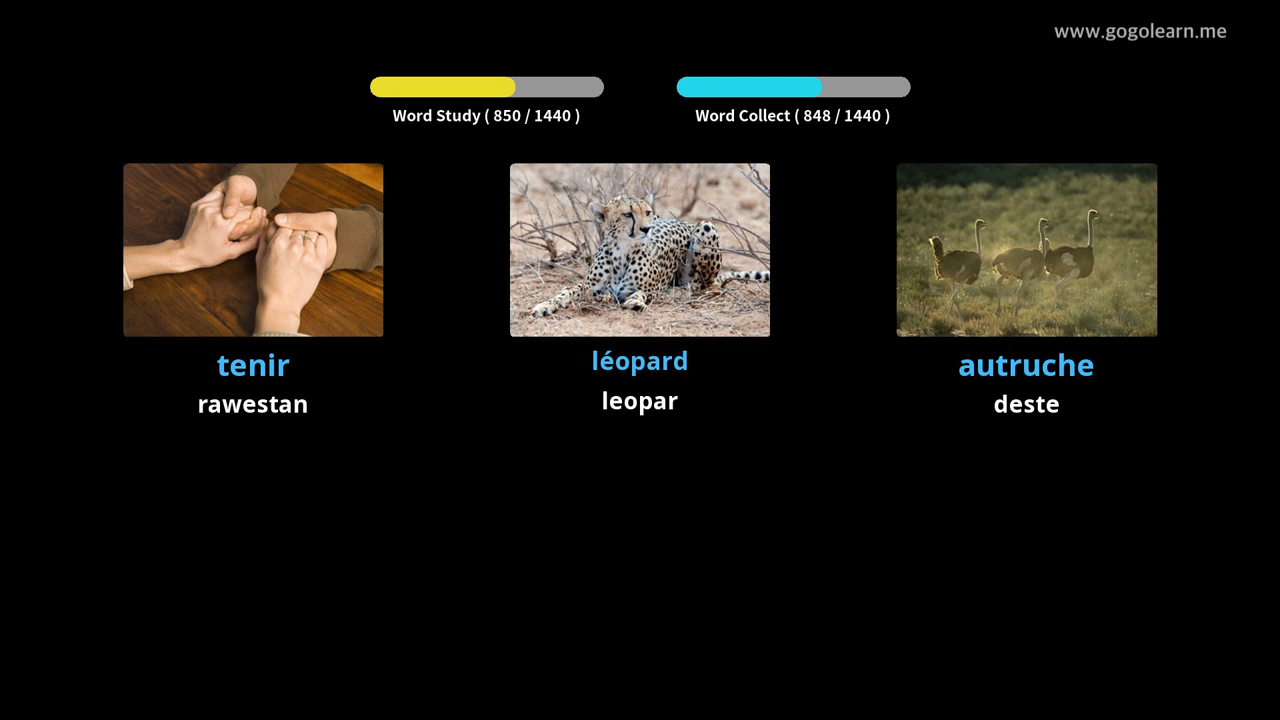 www.gogolearn.me
Word Study ( 850 / 1440 )
Word Collect ( 848 / 1440 )
tenir
rawestan
léopard
leopar
autruche
deste